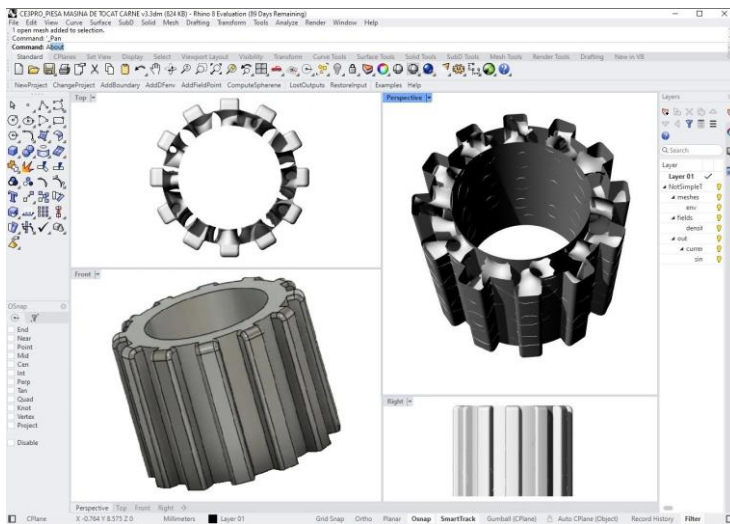 CE3PRO_PIESA MASINA DE TOCAT CARNE v3.3dm (824 KB) - Rhino 8 Evaluation (89 Days Remaining)
File Edit View Curve Surface SubD Solid Mesh Drafting Transform Tools Analyze Render Window Help
1 open mesh added to selection.
Command: '_Pan
Command: About
Standard CPlanes Set View Display Select Viewport Layout Visibility Transform Curve Tools Surface Tools Solid Tools SubD Tools Mesh Tools Render Tools Drafting New in V8
NewProject ChangeProject AddBoundary AddDFenv AddFieldPoint ComputeSpherene LostOutputs RestoreInput Examples Help
Top
Perspective
Layers
Search
Layer
Layer 01
NotSimpleT
meshes
env
fields
densit
out
curre
sin
Front
Right
OSnap
End
Near
Point
Mid
Cen
Int
Perp
Tan
Quad
Knot
Vertex
Project
Disable
Perspective Top Front Right
CPlane X -0.764 Y 8.575 Z 0 Millimeters Layer 01 Grid Snap Ortho Planar Osnap SmartTrack Gumball (CPlane) Auto CPlane (Object) Record History Filter